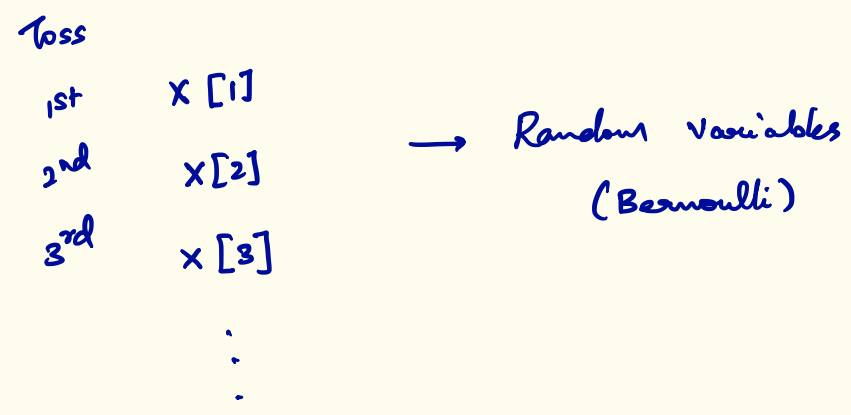 Toss
1st X [1]
2nd X [2] → Random variables
(Bernoulli)
3rd X [3]
⋮